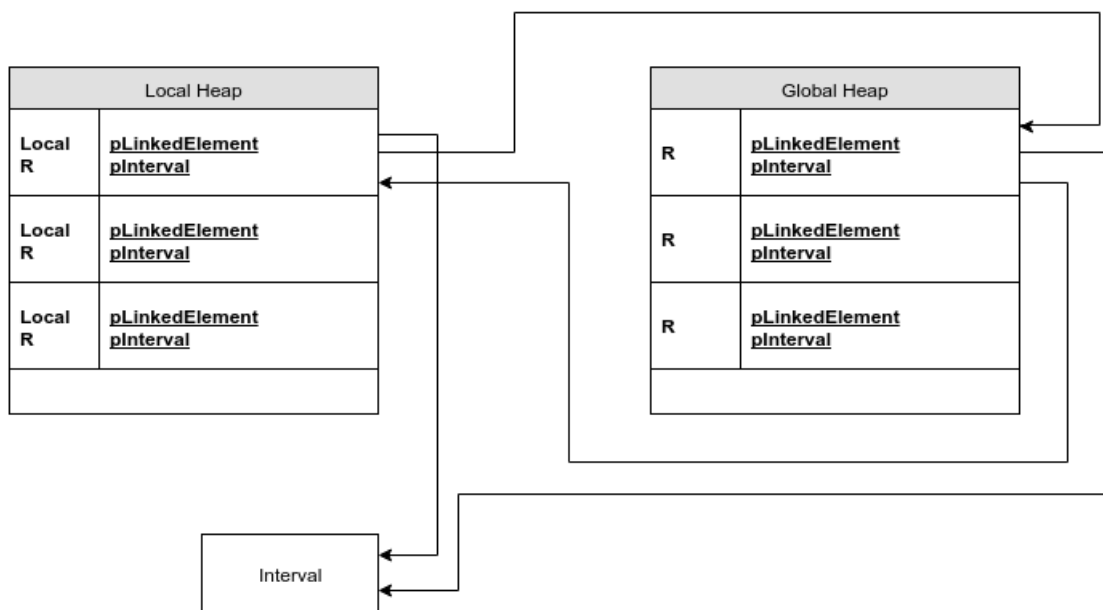 Local Heap
Local
R
pLinkedElement
pInterval
Local
R
pLinkedElement
pInterval
Local
R
pLinkedElement
pInterval
Global Heap
R
pLinkedElement
pInterval
R
pLinkedElement
pInterval
R
pLinkedElement
pInterval
Interval